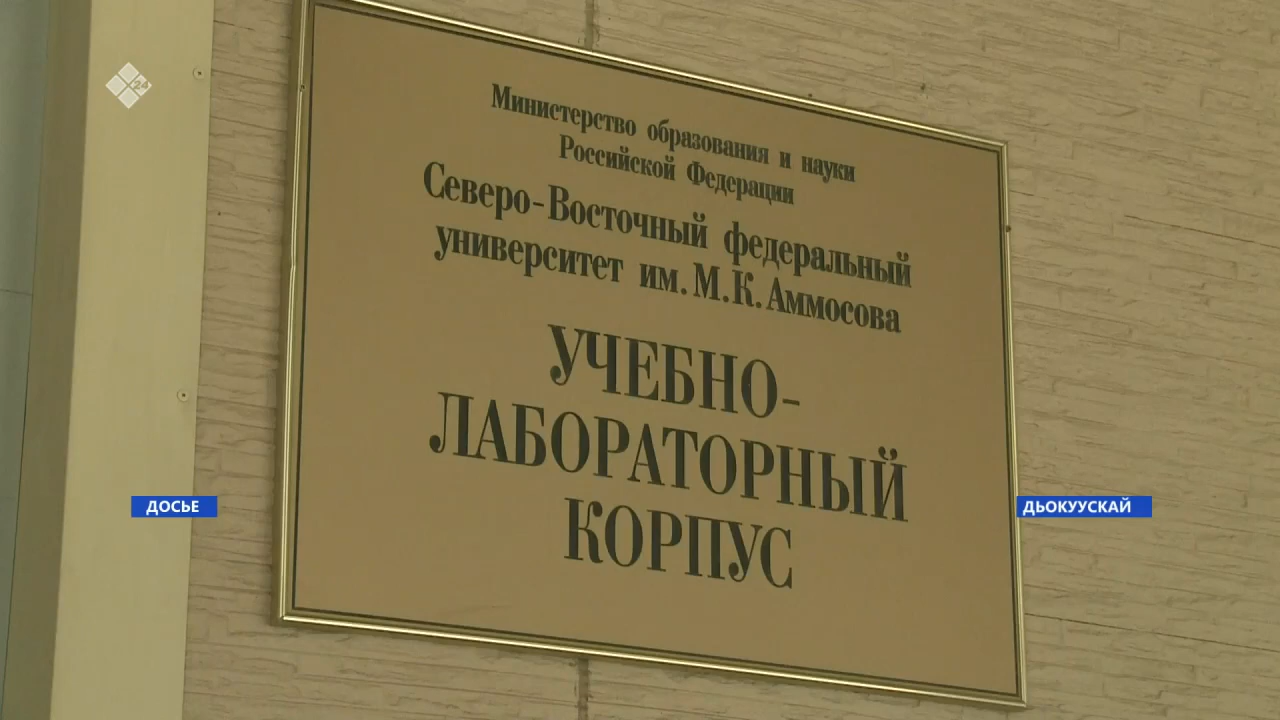 Министерство образования и науки
Российской Федерации
Северо-Восточный федеральный
университет им. М. К. Аммосова
УЧЕБНО-
ЛАБОРАТОРНЫЙ
КОРПУС
ДОСЬЕ
ДЬОКУУСКАЙ